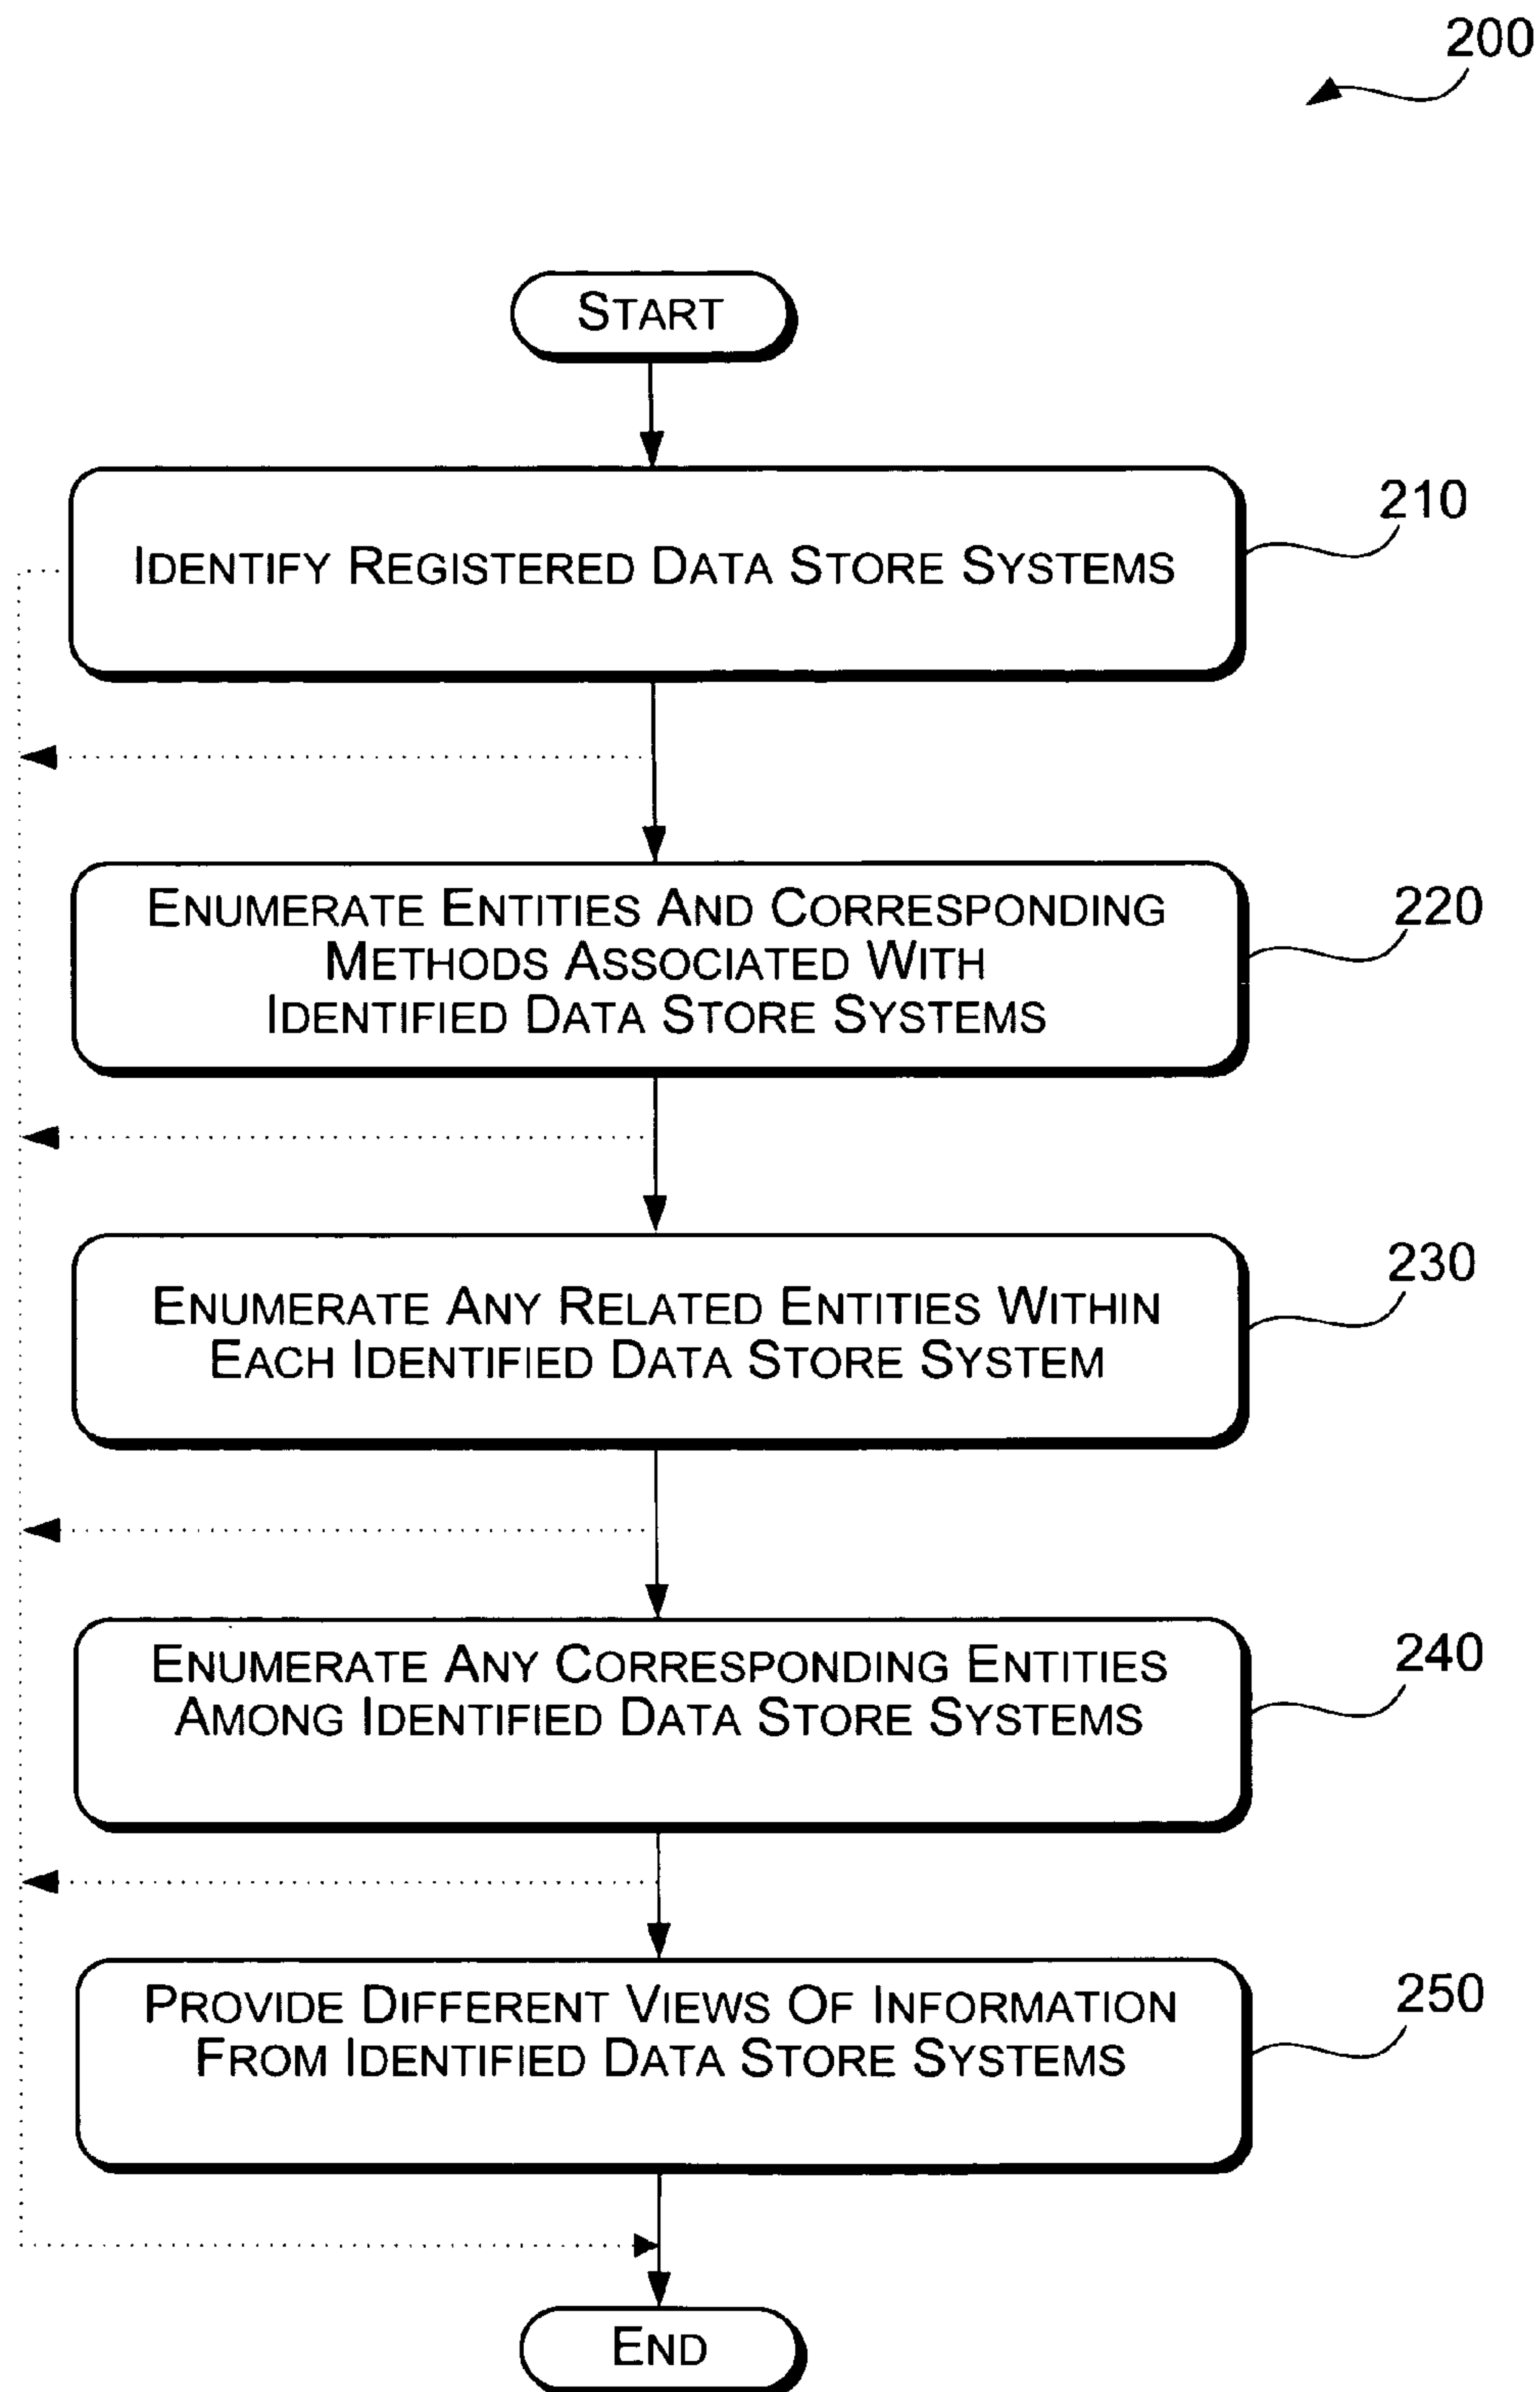 200
START
IDENTIFY REGISTERED DATA STORE SYSTEMS
210
ENUMERATE ENTITIES AND CORRESPONDING
METHODS ASSOCIATED WITH
IDENTIFIED DATA STORE SYSTEMS
220
ENUMERATE ANY RELATED ENTITIES WITHIN
EACH IDENTIFIED DATA STORE SYSTEM
230
ENUMERATE ANY CORRESPONDING ENTITIES
AMONG IDENTIFIED DATA STORE SYSTEMS
240
PROVIDE DIFFERENT VIEWS OF INFORMATION
FROM IDENTIFIED DATA STORE SYSTEMS
250
END